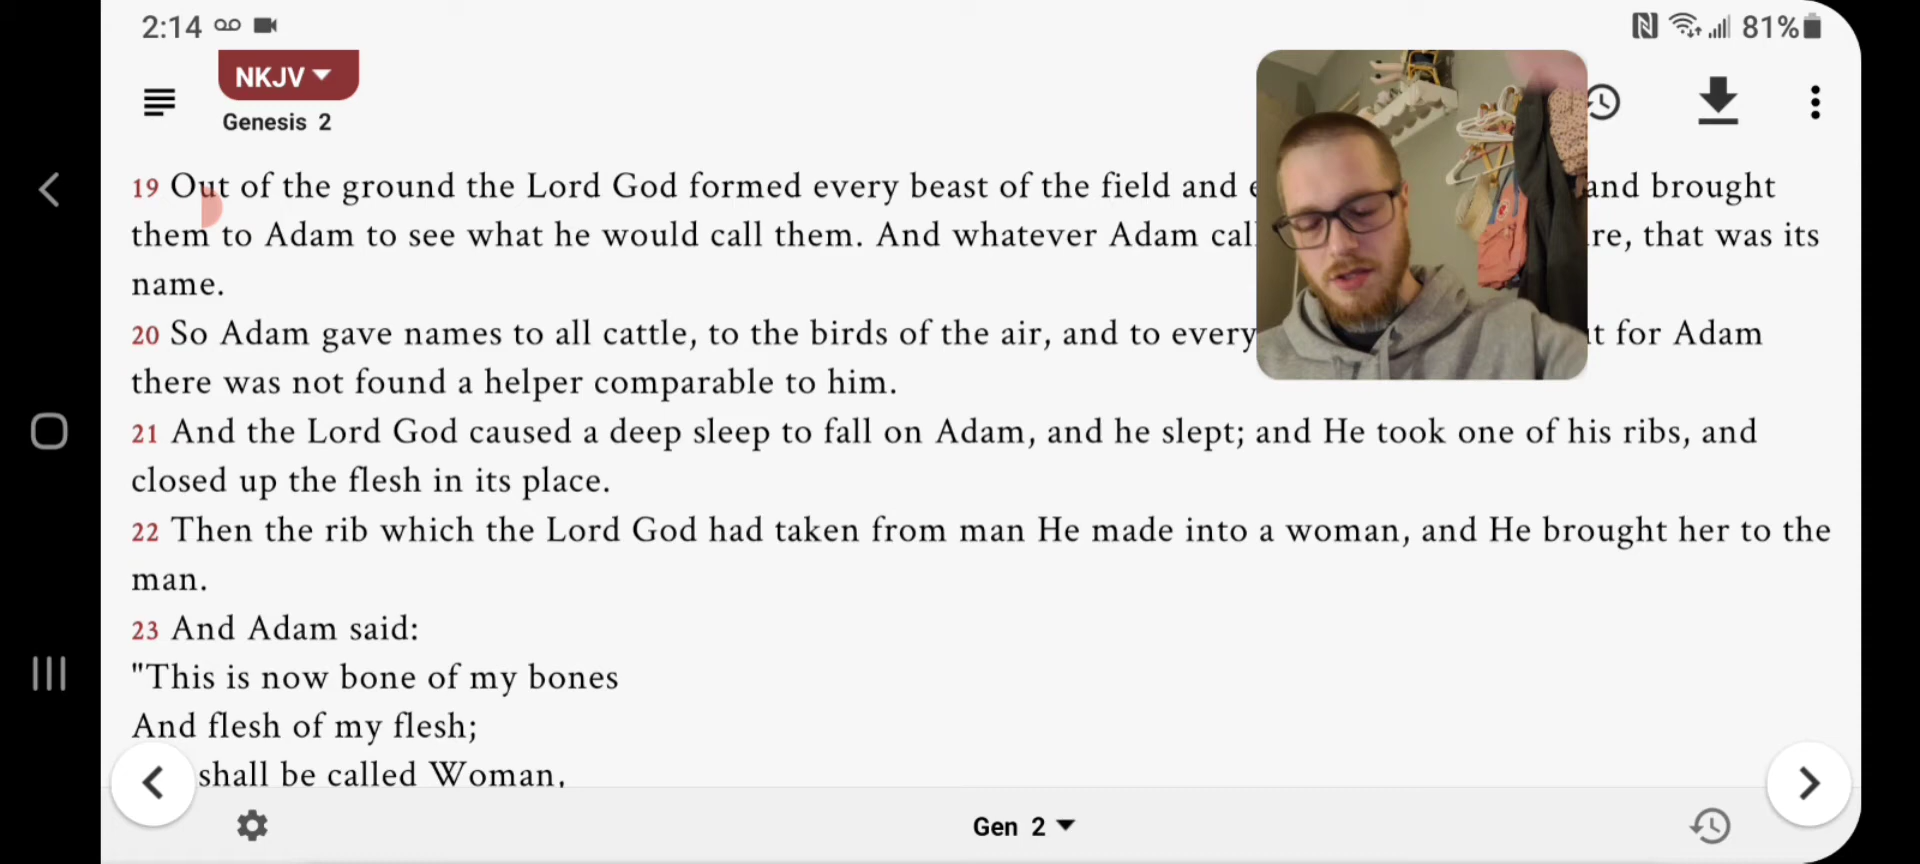 2:14 81%
NKJV
Genesis 2
19 Out of the ground the Lord God formed every beast of the field and and brought
them to Adam to see what he would call them. And whatever Adam that was its
name.
20 So Adam gave names to all cattle, to the birds of the air, and to every for Adam
there was not found a helper comparable to him.
21 And the Lord God caused a deep sleep to fall on Adam, and he slept; and He took one of his ribs, and
closed up the flesh in its place.
22 Then the rib which the Lord God had taken from man He made into a woman, and He brought her to the
man.
23 And Adam said:
"This is now bone of my bones
And flesh of my flesh;
shall be called Woman,
Gen 2